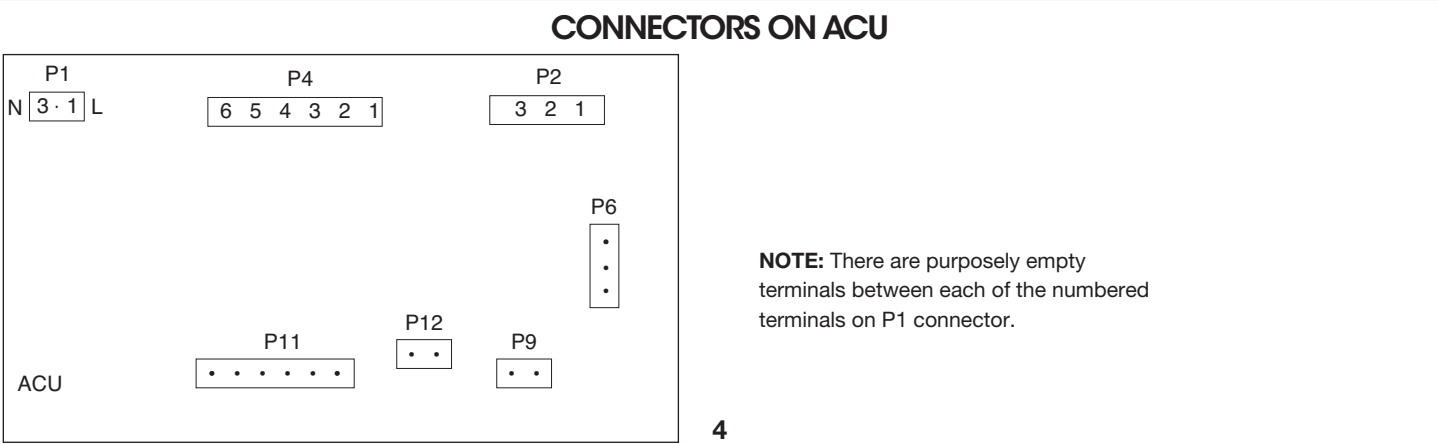 CONNECTORS ON ACU
P1 P4 P2
N 3 · 1 L 6 5 4 3 2 1 3 2 1
P6
NOTE: There are purposely empty
terminals between each of the numbered
terminals on P1 connector.
P11 P12 P9
ACU
4